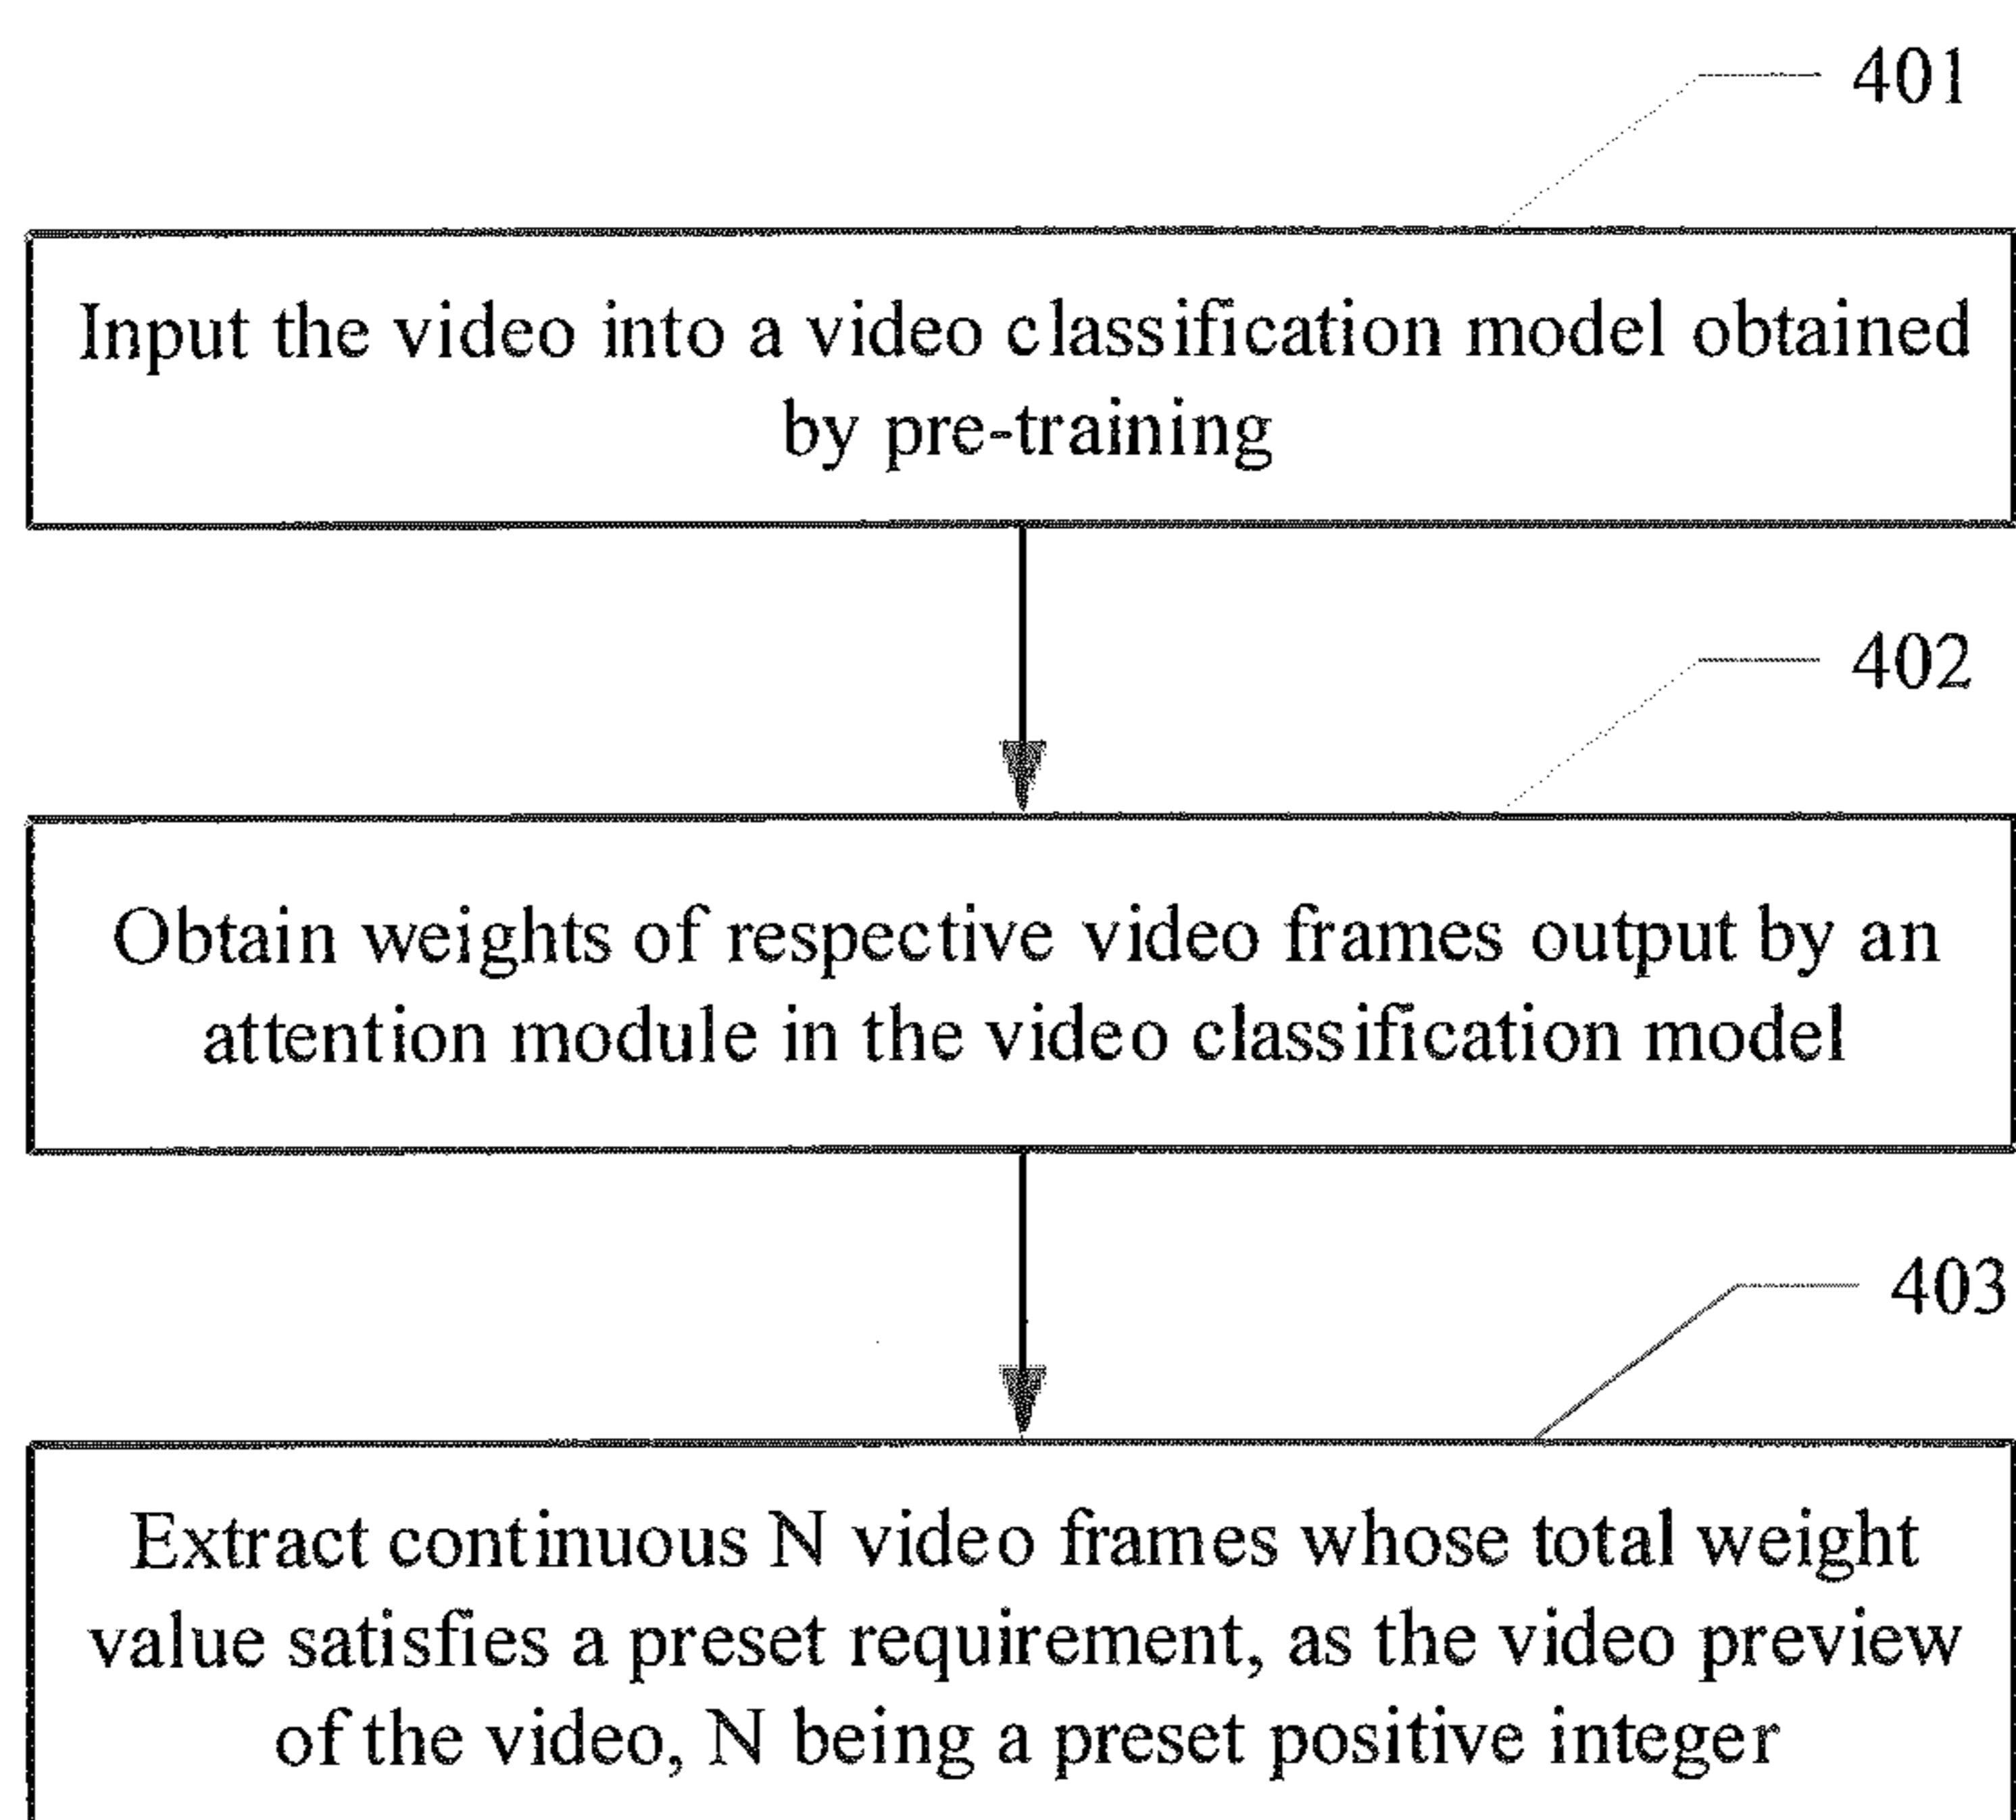 401
Input the video into a video classification model obtained
by pre-training
402
Obtain weights of respective video frames output by an
attention module in the video classification model
403
Extract continuous N video frames whose total weight
value satisfies a preset requirement, as the video preview
of the video, N being a preset positive integer